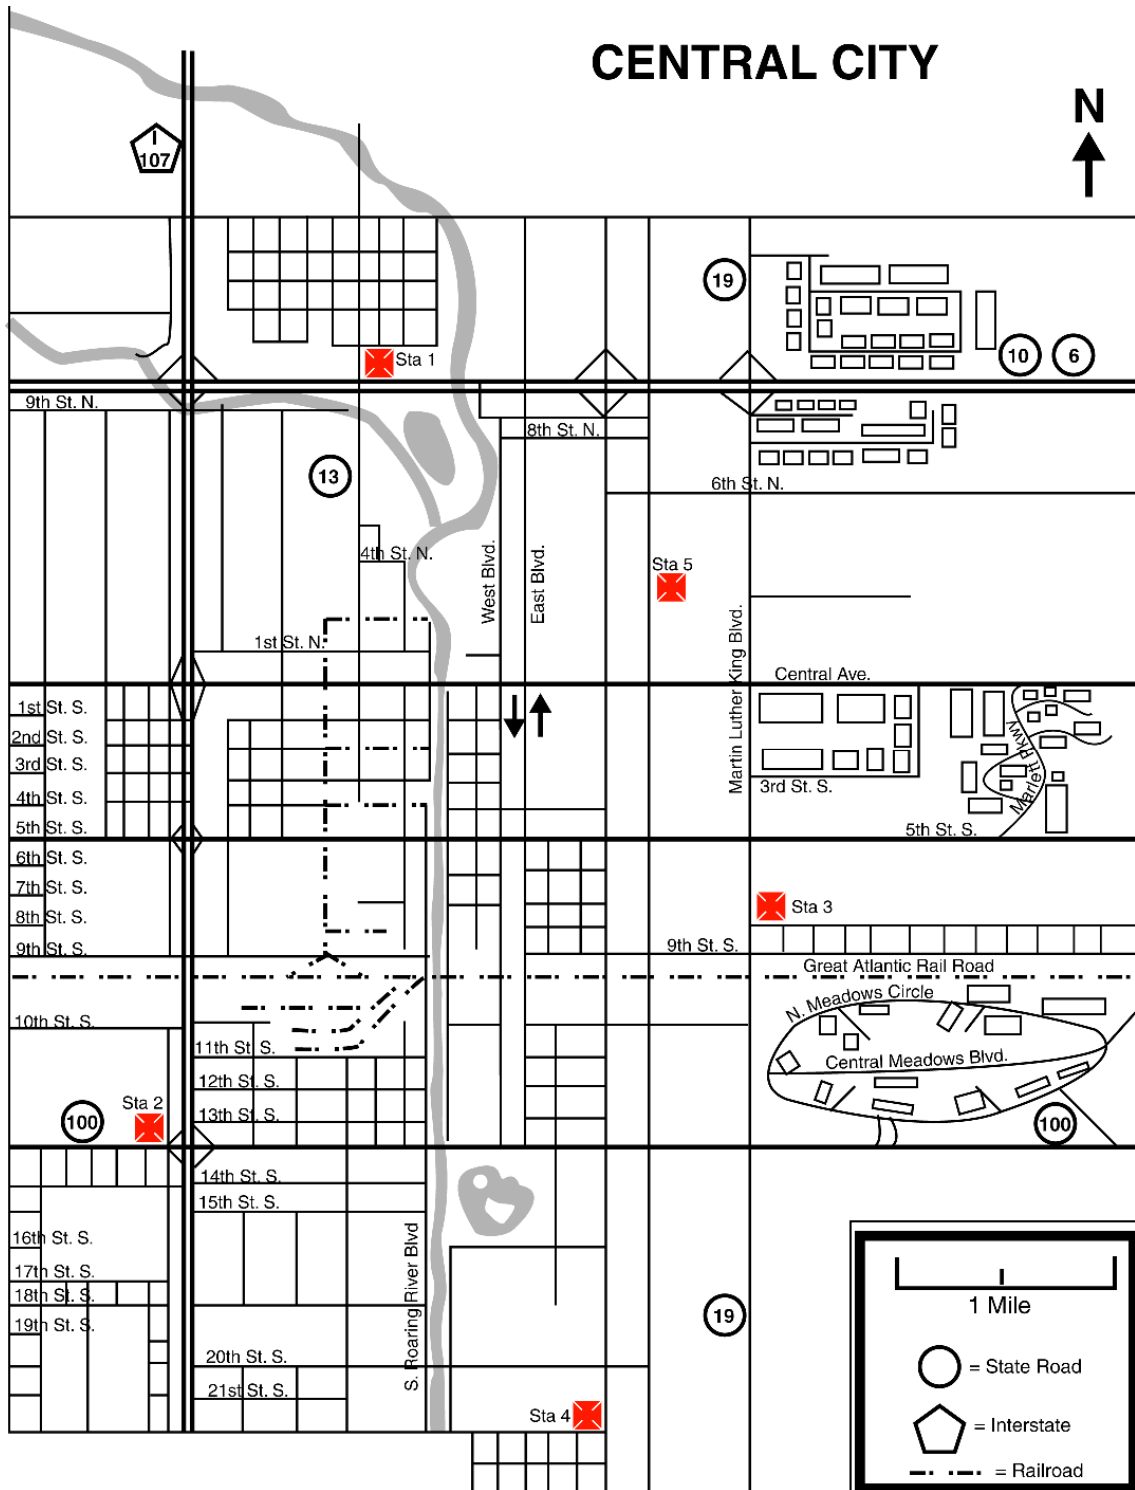 CENTRAL CITY
N
I
107
19
Sta 1
10
6
9th St. N.
8th St. N.
13
6th St. N.
4th St. N.
West Blvd.
East Blvd.
Sta 5
Martin Luther King Blvd.
1st St. N.
Central Ave.
1st St. S.
2nd St. S.
3rd St. S.
4th St. S.
5th St. S.
3rd St. S.
Marlett Pkwy
5th St. S.
6th St. S.
7th St. S.
8th St. S.
9th St. S.
Sta 3
9th St. S.
Great Atlantic Rail Road
N. Meadows Circle
10th St. S.
11th St. S.
Central Meadows Blvd.
12th St. S.
Sta 2
13th St. S.
100
100
14th St. S.
15th St. S.
16th St. S.
17th St. S.
18th St. S.
19th St. S.
S. Roaring River Blvd
20th St. S.
21st St. S.
Sta 4
19
1 Mile
= State Road
= Interstate
= Railroad